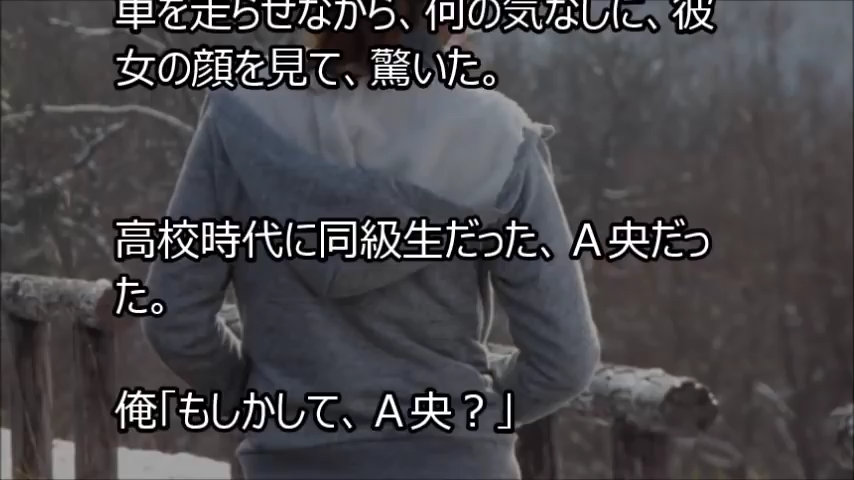 車を走らせながら、何の気なしに、彼
女の顔を見て、驚いた。
高校時代に同級生だった、Ａ央だっ
た。
俺「もしかして、Ａ央？」